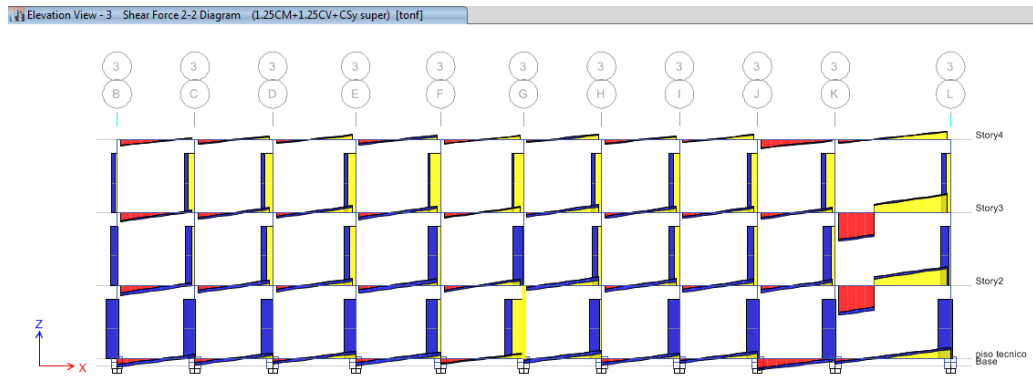 Elevation View - 3 Shear Force 2-2 Diagram (1.25CM+1.25CV+CSy super) [tonf]
3 3 3 3 3 3 3 3 3 3 3
B C D E F G H I J K L
Story4
Story3
Story2
piso tecnico
Base
Z
X